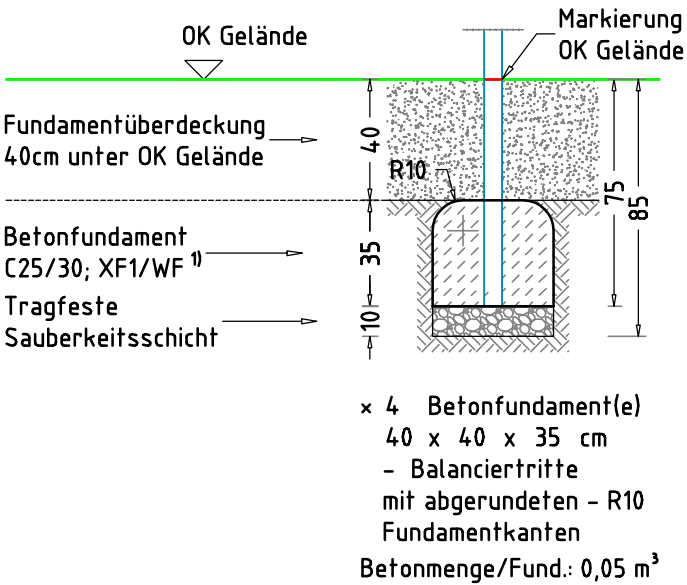 OK Gelände
Markierung
OK Gelände
Fundamentüberdeckung
40cm unter OK Gelände
40
R10
75
85
Betonfundament
C25/30; XF1/WF ¹⁾
35
Tragfeste
Sauberkeitsschicht
10
× 4 Betonfundament(e)
40 x 40 x 35 cm
- Balanciertritte
mit abgerundeten - R10
Fundamentkanten
Betonmenge/Fund.: 0,05 m³